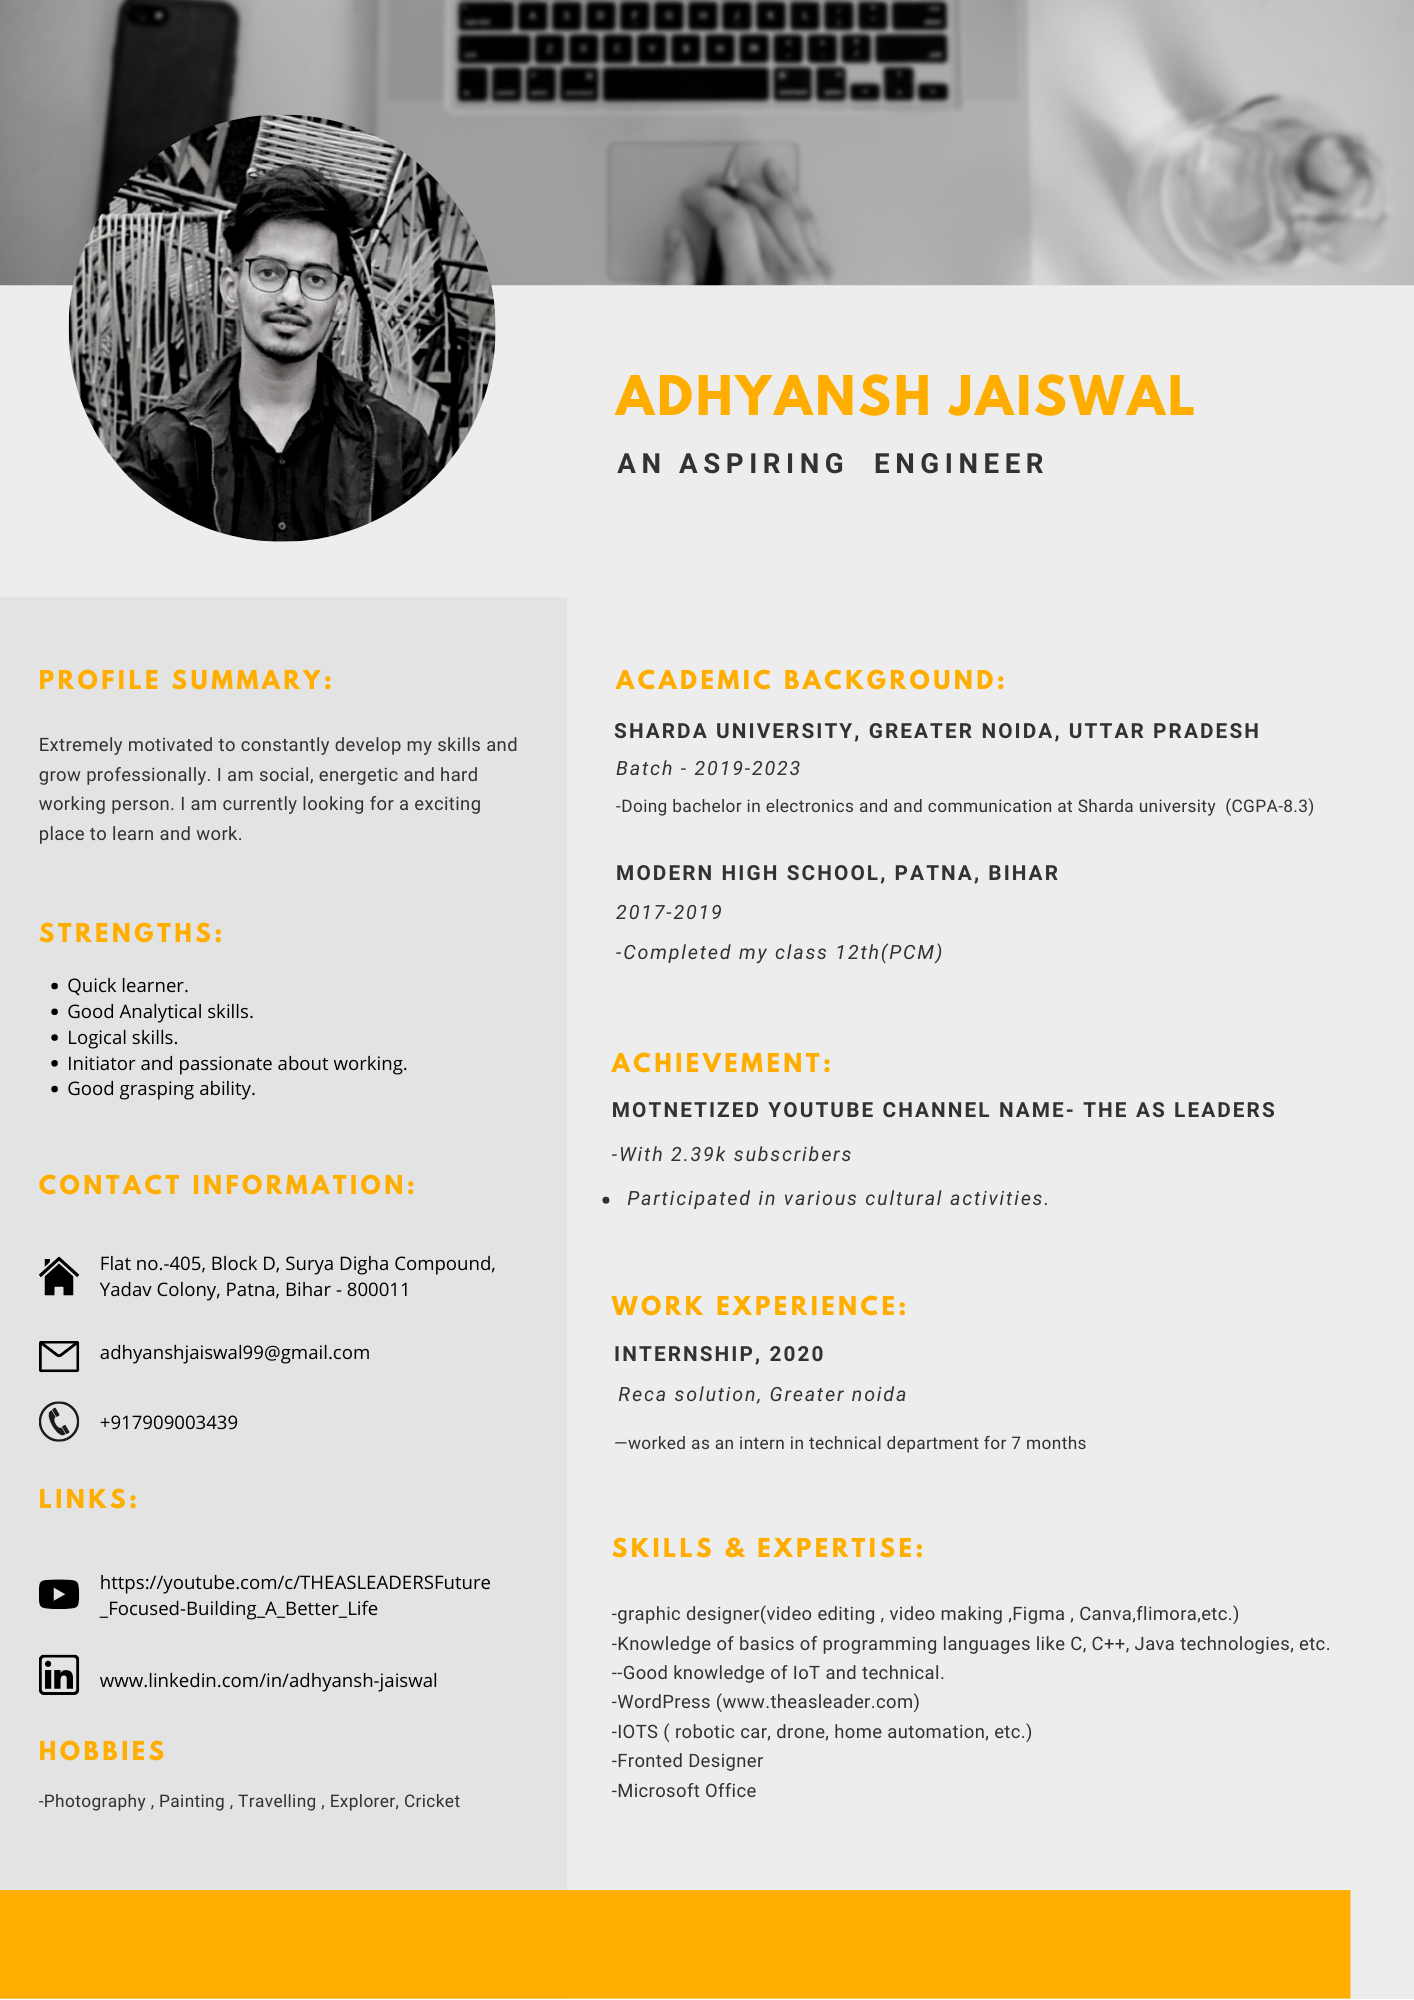 ADHYANSH JAISWAL
AN ASPIRING ENGINEER
PROFILE SUMMARY:
Extremely motivated to constantly develop my skills and
grow professionally. I am social, energetic and hard
working person. I am currently looking for a exciting
place to learn and work.
STRENGTHS:
Quick learner.
Good Analytical skills.
Logical skills.
Initiator and passionate about working.
Good grasping ability.
CONTACT INFORMATION:
Flat no.-405, Block D, Surya Digha Compound,
Yadav Colony, Patna, Bihar - 800011
adhyanshjaiswal99@gmail.com
+917909003439
LINKS:
https://youtube.com/c/THEASLEADERSFuture
_Focused-Building_A_Better_Life
in
www.linkedin.com/in/adhyansh-jaiswal
HOBBIES
-Photography , Painting , Travelling , Explorer, Cricket
ACADEMIC BACKGROUND:
SHARDA UNIVERSITY, GREATER NOIDA, UTTAR PRADESH
Batch - 2019-2023
-Doing bachelor in electronics and and communication at Sharda university (CGPA-8.3)
MODERN HIGH SCHOOL, PATNA, BIHAR
2017-2019
-Completed my class 12th(PCM)
ACHIEVEMENT:
MOTNETIZED YOUTUBE CHANNEL NAME- THE AS LEADERS
-With 2.39k subscribers
Participated in various cultural activities.
WORK EXPERIENCE:
INTERNSHIP, 2020
Reca solution, Greater noida
—worked as an intern in technical department for 7 months
SKILLS & EXPERTISE:
-graphic designer(video editing , video making ,Figma , Canva,flimora,etc.)
-Knowledge of basics of programming languages like C, C++, Java technologies, etc.
--Good knowledge of IoT and technical.
-WordPress (www.theasleader.com)
-IOTS ( robotic car, drone, home automation, etc.)
-Fronted Designer
-Microsoft Office